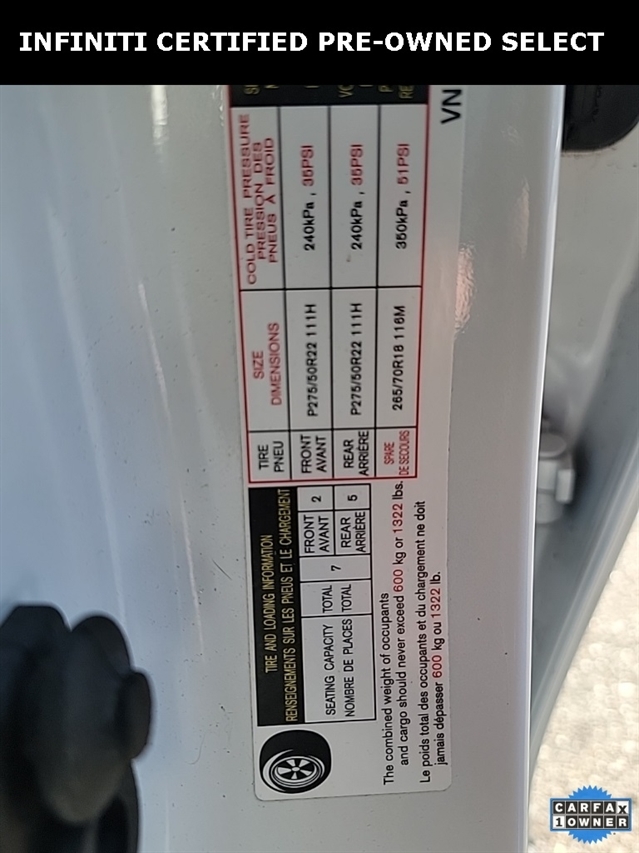 INFINITI CERTIFIED PRE-OWNED SELECT
TIRE AND LOADING INFORMATION
RENSEIGNEMENTS SUR LES PNEUS ET LE CHARGEMENT
SEATING CAPACITY
NOMBRE DE PLACES
TOTAL
TOTAL
7
FRONT
AVANT
2
REAR
ARRIÈRE
5
The combined weight of occupants
and cargo should never exceed 600 kg or 1322 lbs.
Le poids total des occupants et du chargement ne doit
jamais dépasser 600 kg ou 1322 lb.
TIRE
PNEU
SIZE
DIMENSIONS
COLD TIRE PRESSURE
PRESSION DES
PNEUS À FROID
FRONT
AVANT
P275/50R22 111H
240kPa , 35PSI
REAR
ARRIÈRE
P275/50R22 111H
240kPa , 35PSI
SPARE
DE SECOURS
265/70R18 116M
350kPa , 51PSI
VN
CARFAX
1 OWNER